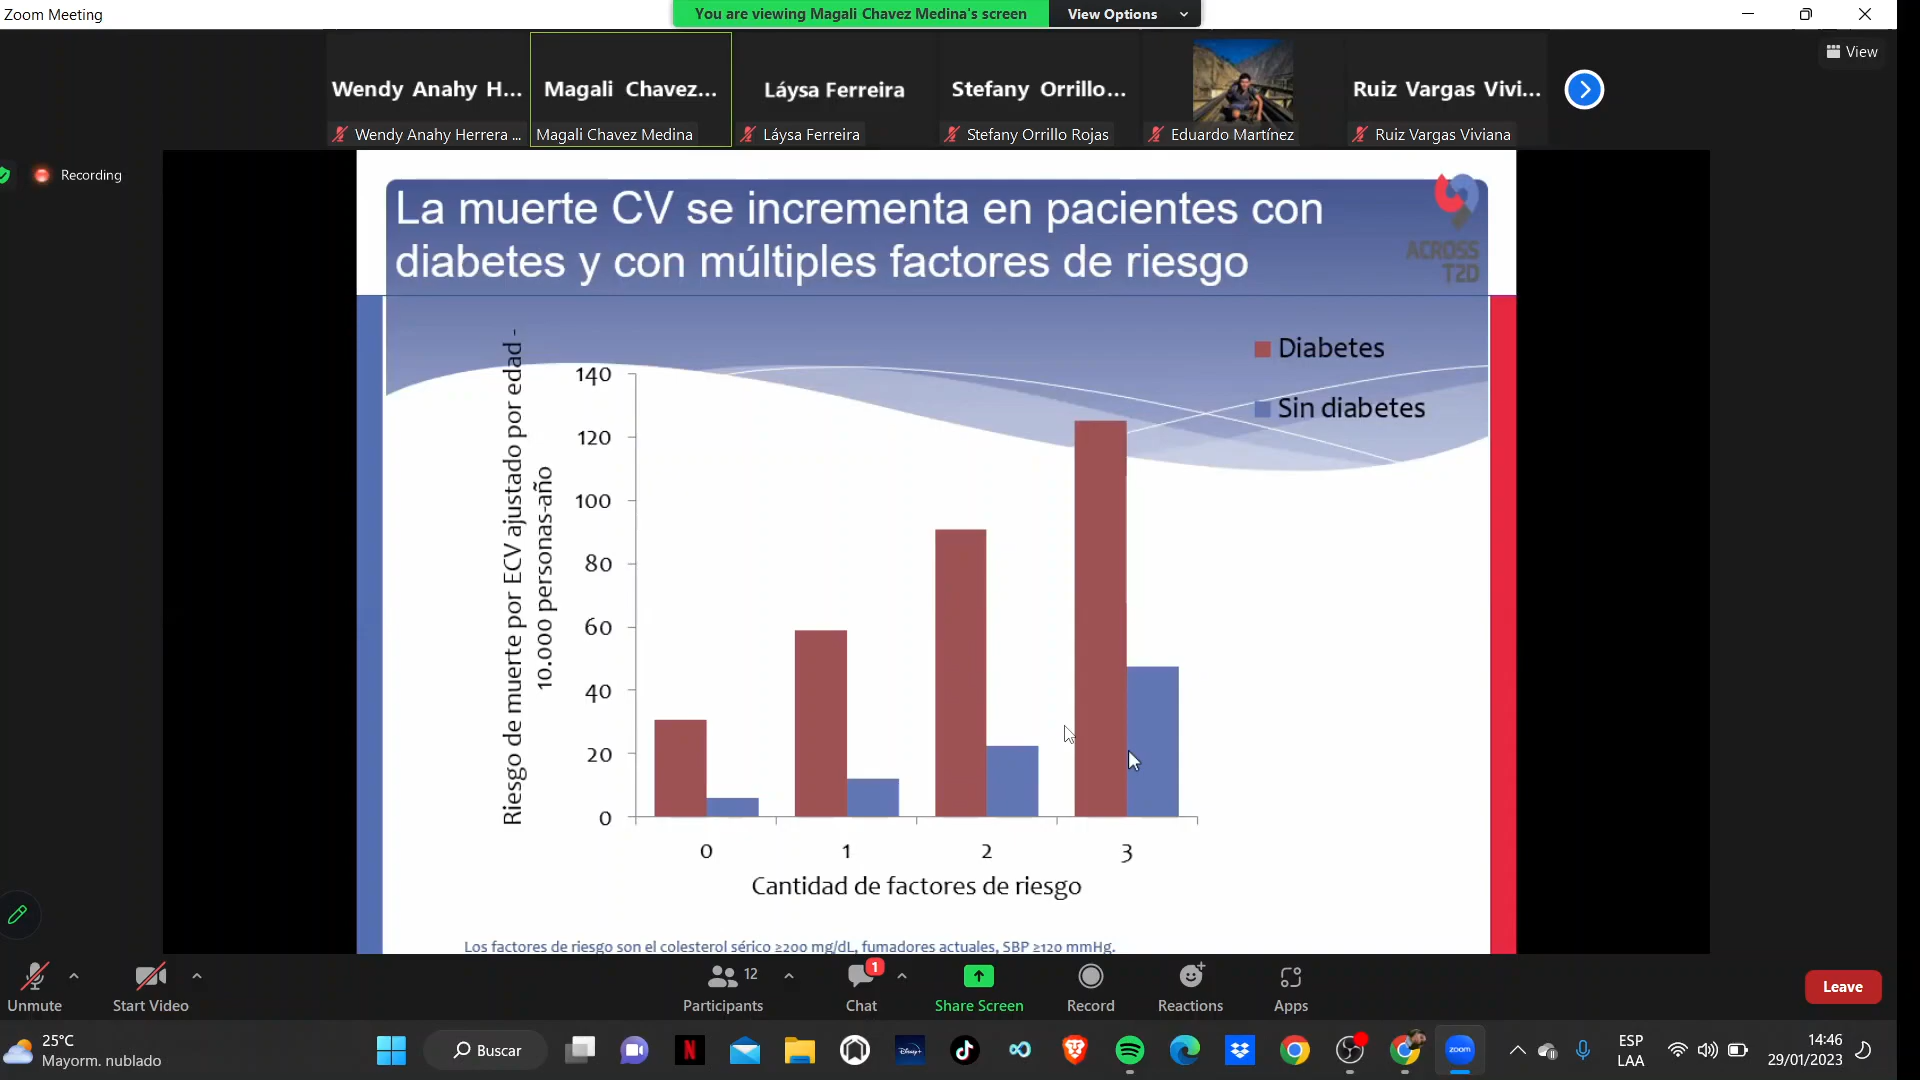 Zoom Meeting
You are viewing Magali Chavez Medina's screen
View Options
View
Wendy Anahy H...
Magali Chavez...
Láysa Ferreira
Stefany Orrillo...
Ruiz Vargas Vivi...
Wendy Anahy Herrera ...
Magali Chavez Medina
Láysa Ferreira
Stefany Orrillo Rojas
Eduardo Martínez
Ruiz Vargas Viviana
Recording
La muerte CV se incrementa en pacientes con
diabetes y con múltiples factores de riesgo
ACROSS
T2D
Diabetes
Sin diabetes
Riesgo de muerte por ECV ajustado por edad -
10.000 personas-año
140
120
100
80
60
40
20
0
0
1
2
3
Cantidad de factores de riesgo
Los factores de riesgo son el colesterol sérico ≥200 mg/dL, fumadores actuales, SBP ≥120 mmHg.
Unmute
Start Video
12
Participants
1
Chat
Share Screen
Record
Reactions
Apps
Leave
25°C
Mayorm. nublado
Buscar
N
Disney+
zoom
ESP
LAA
14:46
29/01/2023